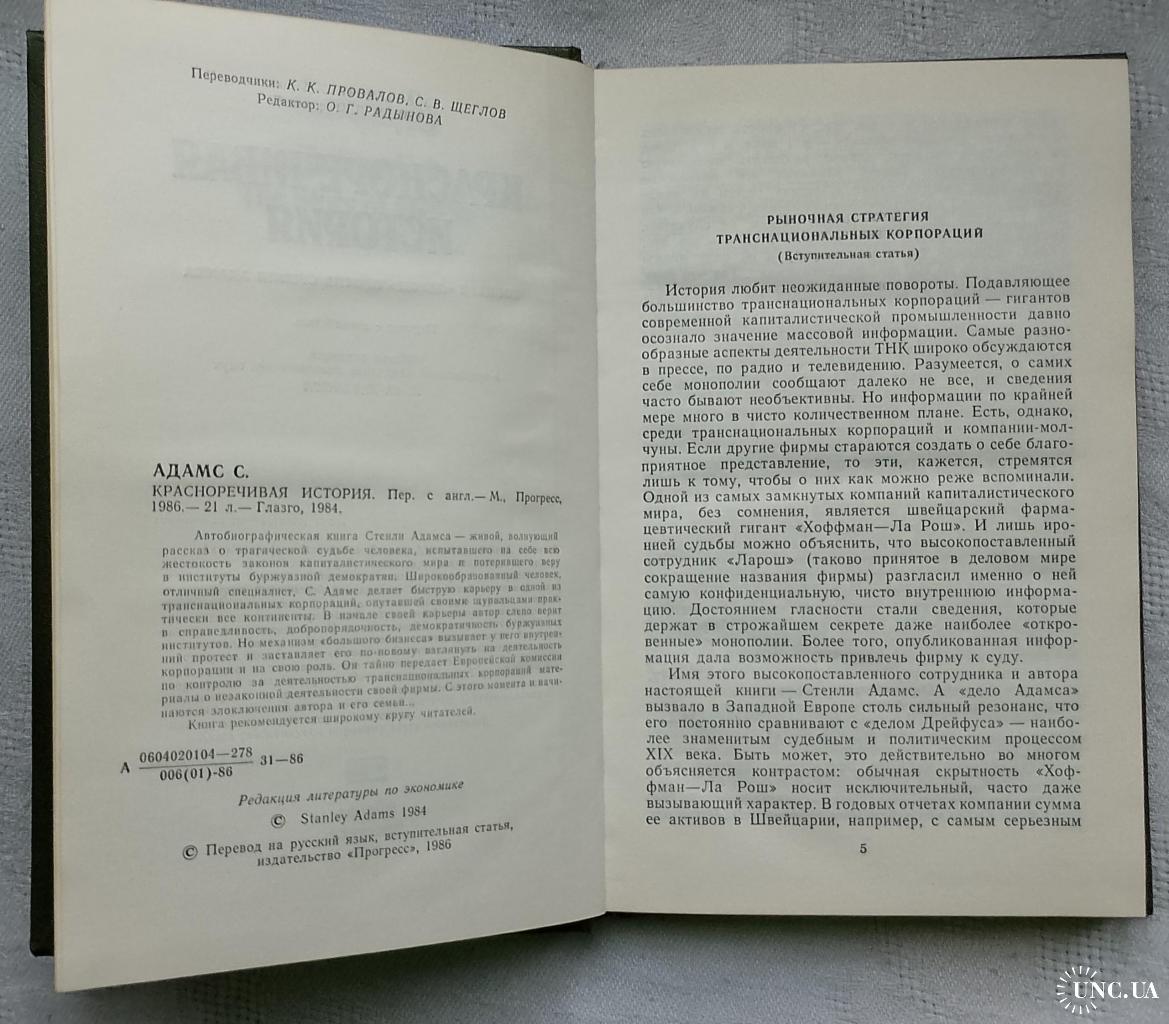 Переводчики: К. К. ПРОВАЛОВ, С. В. ЩЕГЛОВ
Редактор: О. Г. РАДЫНОВА
АДАМС С.
КРАСНОРЕЧИВАЯ ИСТОРИЯ. Пер. с англ.— М., Прогресс,
1986.— 21 л.— Глазго, 1984.
Автобиографическая книга Стенли Адамса — живой, волнующий
рассказ о трагической судьбе человека, испытавшего на себе всю
жестокость законов капиталистического мира и потерявшего веру
в институты буржуазной демократии. Широкообразованный человек,
отличный специалист, С. Адамс делает быструю карьеру в одной из
транснациональных корпораций, опутавшей своими щупальцами прак-
тически все континенты. В начале своей карьеры автор слепо верит
в справедливость, добропорядочность, демократичность буржуазных
институтов. Но механизм «большого бизнеса» вызывает у него внутрен-
ний протест и заставляет его по-новому взглянуть на деятельность
корпорации и на свою роль. Он тайно передает Европейской комиссии
по контролю за деятельностью транснациональных корпораций мате-
риалы о незаконной деятельности своей фирмы. С этого момента и начи-
наются злоключения автора и его семьи...
Книга рекомендуется широкому кругу читателей.
А 0604020104—278 31—86
006(01)-86
Редакция литературы по экономике
© Stanley Adams 1984
© Перевод на русский язык, вступительная статья,
издательство «Прогресс», 1986
РЫНОЧНАЯ СТРАТЕГИЯ
ТРАНСНАЦИОНАЛЬНЫХ КОРПОРАЦИЙ
(Вступительная статья)
История любит неожиданные повороты. Подавляющее
большинство транснациональных корпораций — гигантов
современной капиталистической промышленности давно
осознало значение массовой информации. Самые разно-
образные аспекты деятельности ТНК широко обсуждаются
в прессе, по радио и телевидению. Разумеется, о самих
себе монополии сообщают далеко не все, и сведения
часто бывают необъективны. Но информации по крайней
мере много в чисто количественном плане. Есть, однако,
среди транснациональных корпораций и компании-мол-
чуны. Если другие фирмы стараются создать о себе благо-
приятное представление, то эти, кажется, стремятся
лишь к тому, чтобы о них как можно реже вспоминали.
Одной из самых замкнутых компаний капиталистического
мира, без сомнения, является швейцарский фарма-
цевтический гигант «Хоффман—Ла Рош». И лишь иро-
нией судьбы можно объяснить, что высокопоставленный
сотрудник «Ларош» (таково принятое в деловом мире
сокращение названия фирмы) разгласил именно о ней
самую конфиденциальную, чисто внутреннюю информа-
цию. Достоянием гласности стали сведения, которые
держат в строжайшем секрете даже наиболее «откро-
венные» монополии. Более того, опубликованная инфор-
мация дала возможность привлечь фирму к суду.
Имя этого высокопоставленного сотрудника и автора
настоящей книги — Стенли Адамс. А «дело Адамса»
вызвало в Западной Европе столь сильный резонанс, что
его постоянно сравнивают с «делом Дрейфуса» — наибо-
лее знаменитым судебным и политическим процессом
XIX века. Быть может, это действительно во многом
объясняется контрастом: обычная скрытность «Хоф-
фман—Ла Рош» носит исключительный, часто даже
вызывающий характер. В годовых отчетах компании сумма
ее активов в Швейцарии, например, с самым серьезным
5
UNC.UA